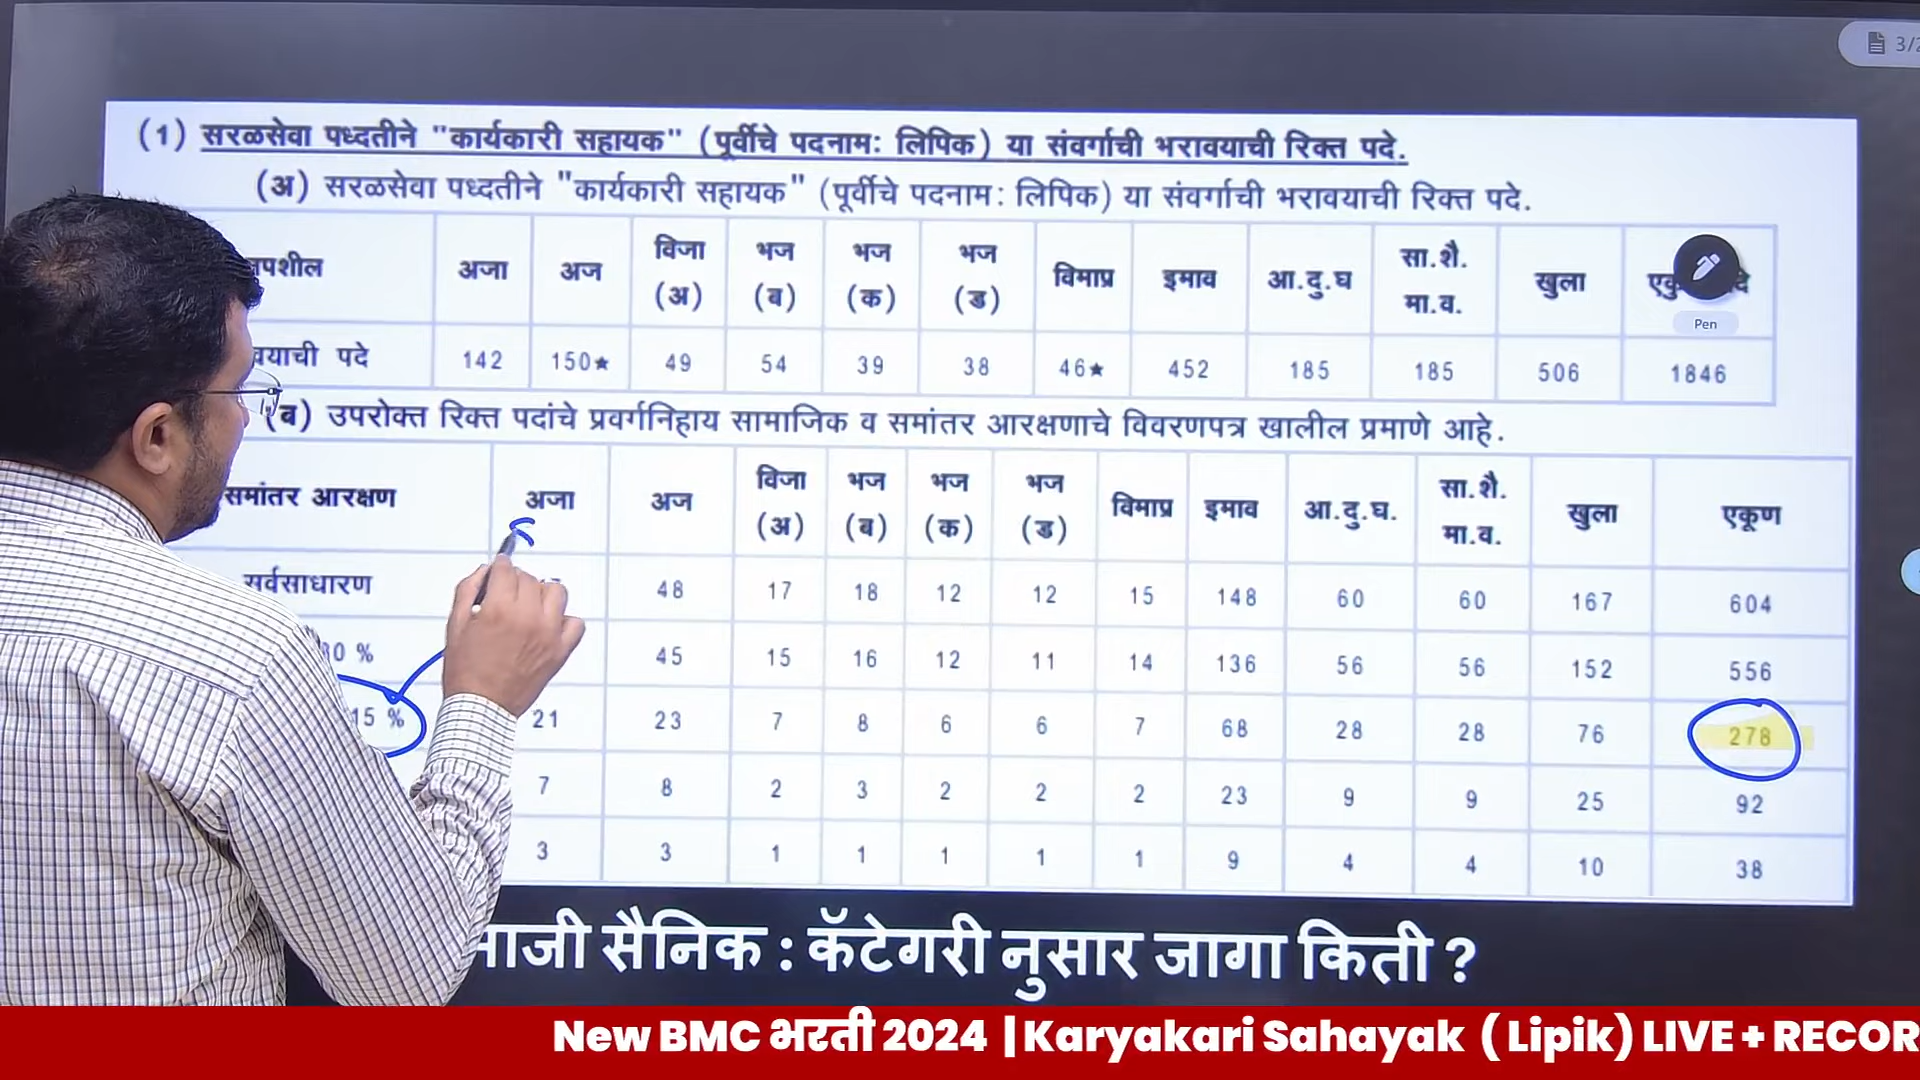 3/2
(1) सरळसेवा पध्दतीने "कार्यकारी सहायक" (पूर्वीचे पदनामः लिपिक) या संवर्गाची भरावयाची रिक्त पदे.
(अ) सरळसेवा पध्दतीने "कार्यकारी सहायक" (पूर्वीचे पदनामः लिपिक) या संवर्गाची भरावयाची रिक्त पदे.
अजा अज विजा (अ) भज (ब) भज (क) भज (ड) विमाप्र इमाव आ.दु.घ सा.शै. मा.व. खुला
Pen
पदे 142 150★ 49 54 39 38 46★ 452 185 185 506 1846
(ब) उपरोक्त रिक्त पदांचे प्रवर्गनिहाय सामाजिक व समांतर आरक्षणाचे विवरणपत्र खालील प्रमाणे आहे.
समांतर आरक्षण अजा अज विजा (अ) भज (ब) भज (क) भज (ड) विमाप्र इमाव आ.दु.घ. सा.शै. मा.व. खुला एकूण
सर्वसाधारण 48 17 18 12 12 15 148 60 60 167 604
% 45 15 16 12 11 14 136 56 56 152 556
15 % 21 23 7 8 6 6 7 68 28 28 76 278
7 8 2 3 2 2 2 23 9 9 25 92
3 3 1 1 1 1 1 9 4 4 10 38
सैनिक : कॅटेगरी नुसार जागा किती ?
New BMC भरती 2024 | Karyakari Sahayak ( Lipik) LIVE + RECOR